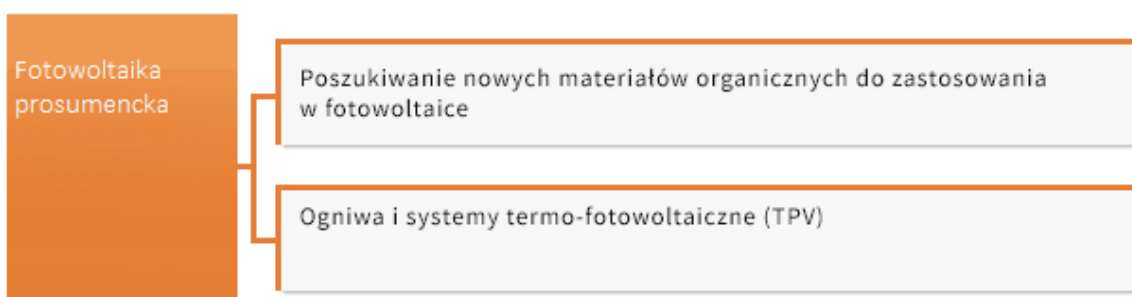 Fotowoltaika
prosumencka
Poszukiwanie nowych materiałów organicznych do zastosowania
w fotowoltaice
Ogniwa i systemy termo-fotowoltaiczne (TPV)